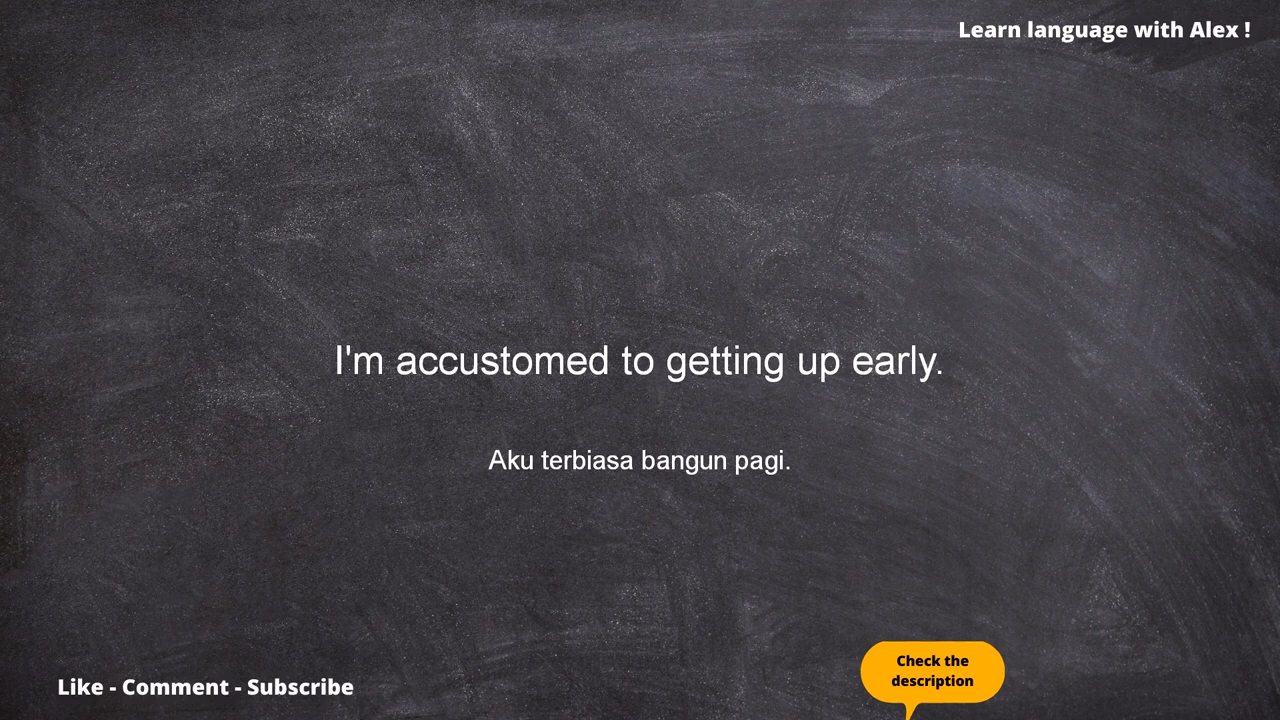 Learn language with Alex !
I'm accustomed to getting up early.
Aku terbiasa bangun pagi.
Check the
description
Like - Comment - Subscribe